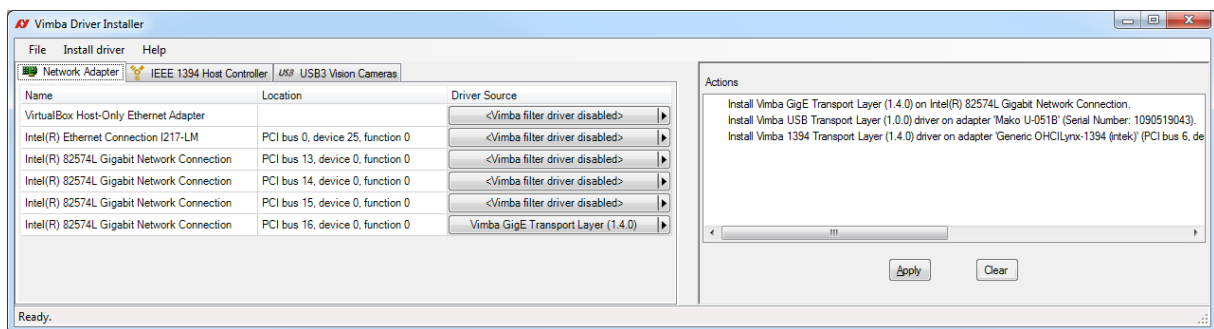 Vimba Driver Installer
File Install driver Help
Network Adapter IEEE 1394 Host Controller US3 USB3 Vision Cameras
Name Location Driver Source
VirtualBox Host-Only Ethernet Adapter <Vimba filter driver disabled>
Intel(R) Ethernet Connection I217-LM PCI bus 0, device 25, function 0 <Vimba filter driver disabled>
Intel(R) 82574L Gigabit Network Connection PCI bus 13, device 0, function 0 <Vimba filter driver disabled>
Intel(R) 82574L Gigabit Network Connection PCI bus 14, device 0, function 0 <Vimba filter driver disabled>
Intel(R) 82574L Gigabit Network Connection PCI bus 15, device 0, function 0 <Vimba filter driver disabled>
Intel(R) 82574L Gigabit Network Connection PCI bus 16, device 0, function 0 Vimba GigE Transport Layer (1.4.0)
Actions
Install Vimba GigE Transport Layer (1.4.0) on Intel(R) 82574L Gigabit Network Connection.
Install Vimba USB Transport Layer (1.0.0) driver on adapter 'Mako U-051B' (Serial Number: 1090519043).
Install Vimba 1394 Transport Layer (1.4.0) driver on adapter 'Generic OHCILynx-1394 (intek)' (PCI bus 6, de
Apply Clear
Ready.